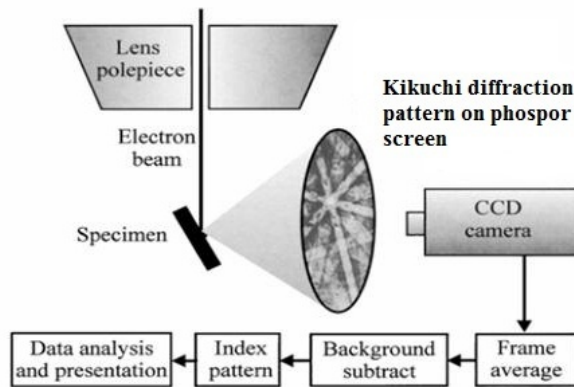 Lens
polepiece
Kikuchi diffraction
pattern on phospor
screen
Electron
beam
Specimen
CCD
camera
Data analysis
and presentation
Index
pattern
Background
subtract
Frame
average